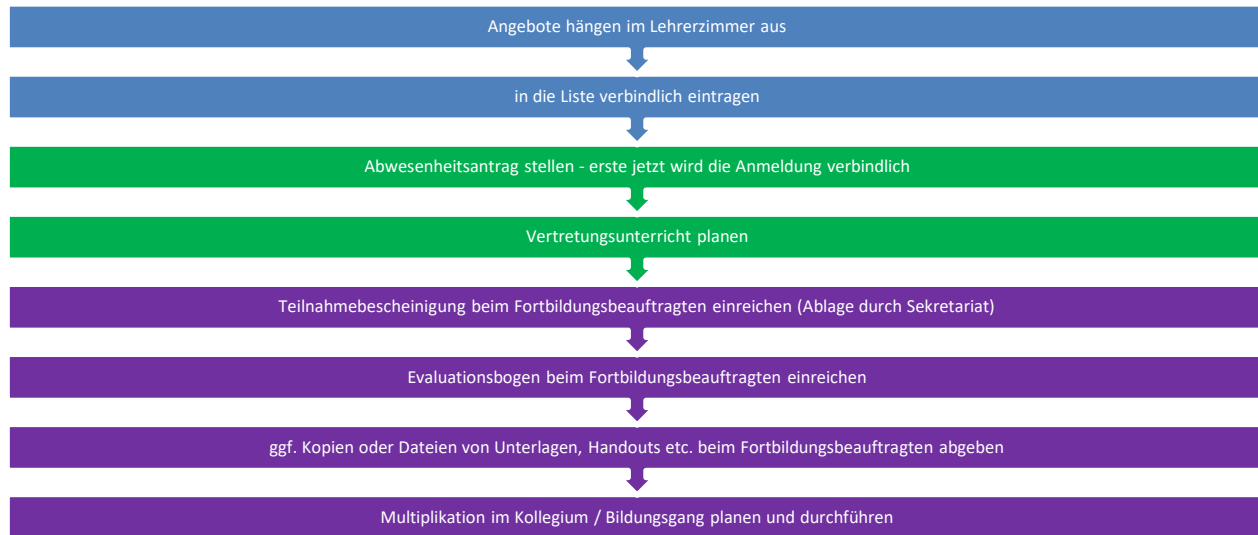 Angebote hängen im Lehrerzimmer aus
in die Liste verbindlich eintragen
Abwesenheitsantrag stellen - erste jetzt wird die Anmeldung verbindlich
Vertretungsunterricht planen
Teilnahmebescheinigung beim Fortbildungsbeauftragten einreichen (Ablage durch Sekretariat)
Evaluationsbogen beim Fortbildungsbeauftragten einreichen
ggf. Kopien oder Dateien von Unterlagen, Handouts etc. beim Fortbildungsbeauftragten abgeben
Multiplikation im Kollegium / Bildungsgang planen und durchführen